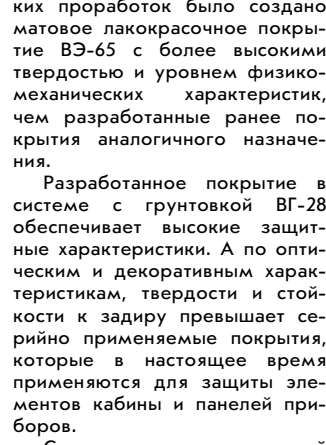 ких проработок было создано
матовое лакокрасочное покры-
тие ВЭ-65 с более высокими
твердостью и уровнем физико-
механических характеристик,
чем разработанные ранее по-
крытия аналогичного назначе-
ния.
Разработанное покрытие в
системе с грунтовкой ВГ-28
обеспечивает высокие защит-
ные характеристики. А по опти-
ческим и декоративным харак-
теристикам, твердости и стой-
кости к задиру превышает се-
рийно применяемые покрытия,
которые в настоящее время
применяются для защиты эле-
ментов кабины и панелей при-
боров.